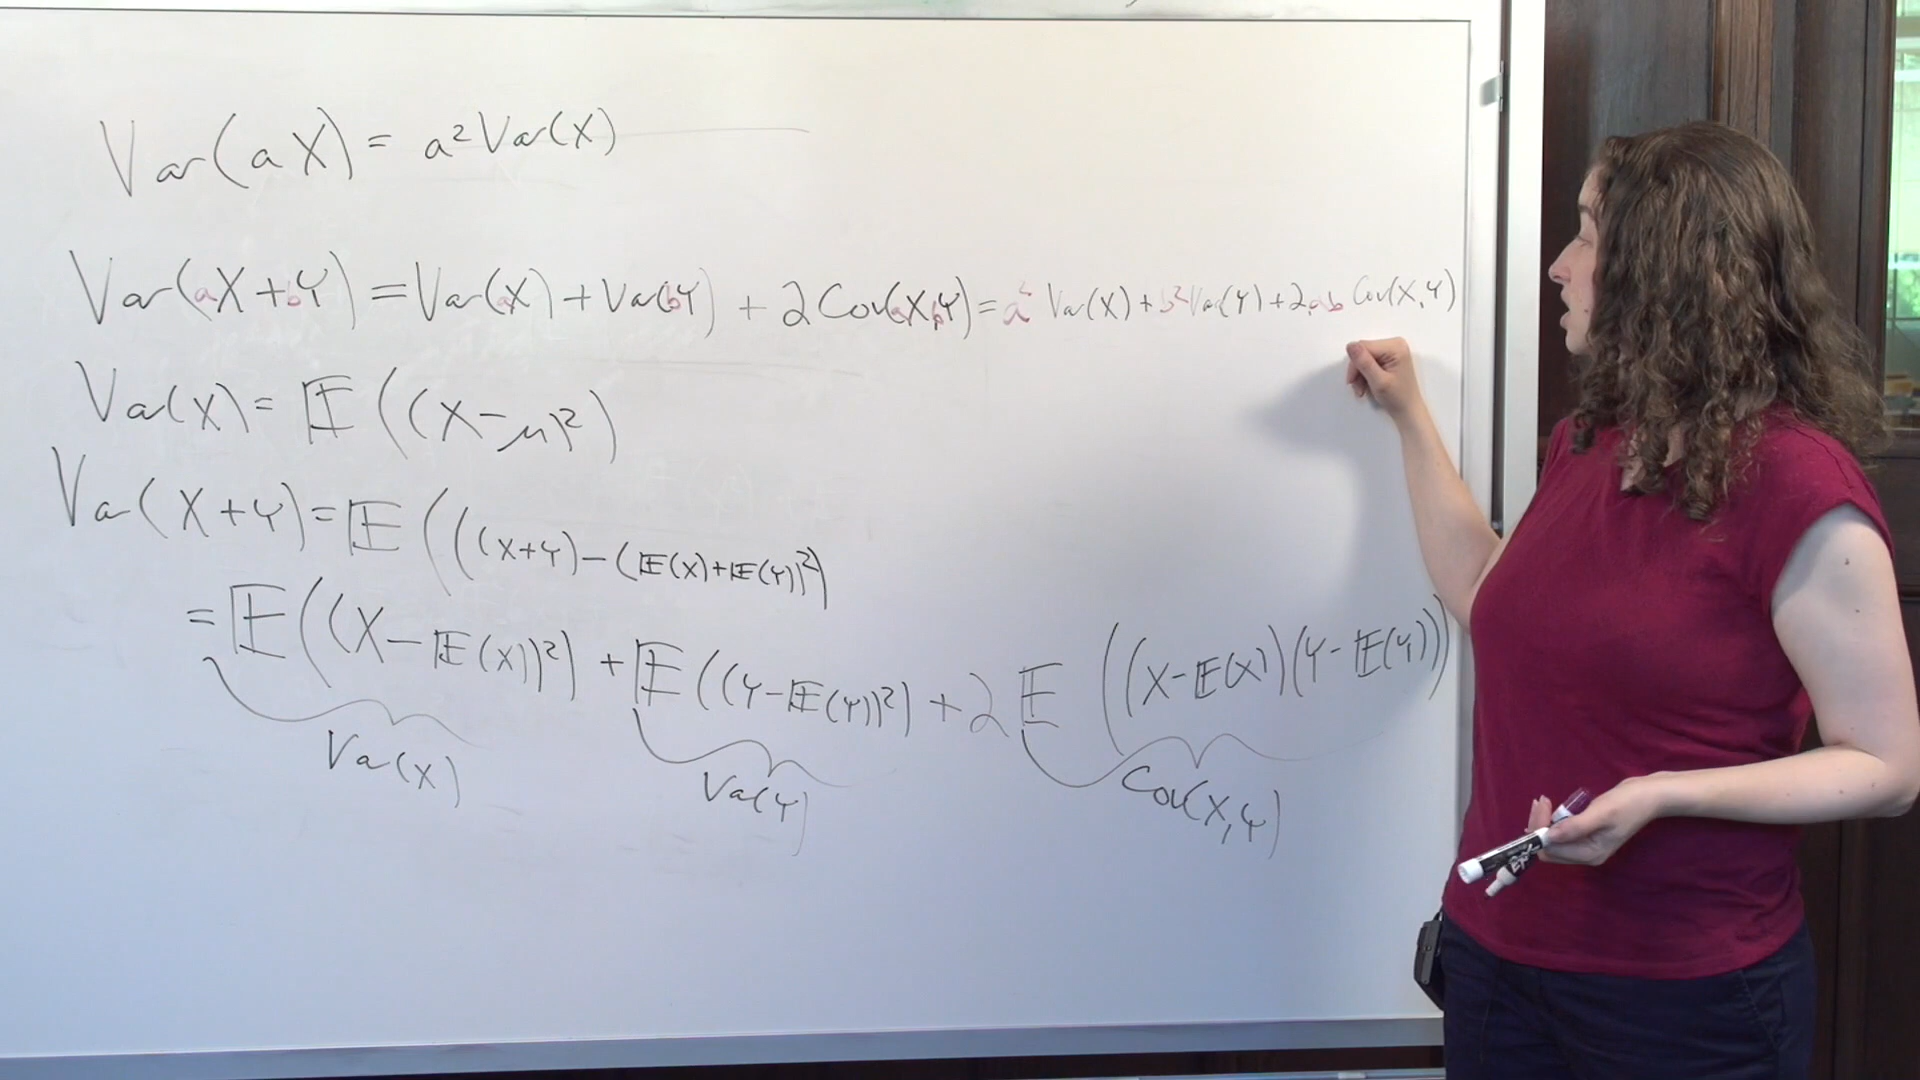 Var(aX) = a²Var(X)
Var(aX+bY) = Var(aX) + Var(bY) + 2Cov(aX,bY) = a² Var(X) + b²Var(Y) + 2ab Cov(X,Y)
Var(X) = 𝔼((X-μ)²)
Var(X+Y) = 𝔼(((X+Y)-(𝔼(X)+𝔼(Y))²)
= 𝔼((X-𝔼(X))²) + 𝔼((Y-𝔼(Y))²) + 2𝔼((X-𝔼(X))(Y-𝔼(Y)))
Var(X) Var(Y) Cov(X,Y)